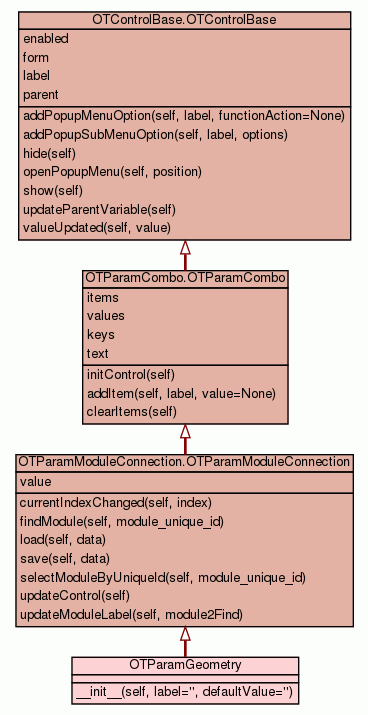 OTControlBase.OTControlBase
enabled
form
label
parent
addPopupMenuOption(self, label, functionAction=None)
addPopupSubMenuOption(self, label, options)
hide(self)
openPopupMenu(self, position)
show(self)
updateParentVariable(self)
valueUpdated(self, value)
OTParamCombo.OTParamCombo
items
values
keys
text
initControl(self)
addItem(self, label, value=None)
clearItems(self)
OTParamModuleConnection.OTParamModuleConnection
value
currentIndexChanged(self, index)
findModule(self, module_unique_id)
load(self, data)
save(self, data)
selectModuleByUniqueId(self, module_unique_id)
updateControl(self)
updateModuleLabel(self, module2Find)
OTParamGeometry
__init__(self, label='', defaultValue='')